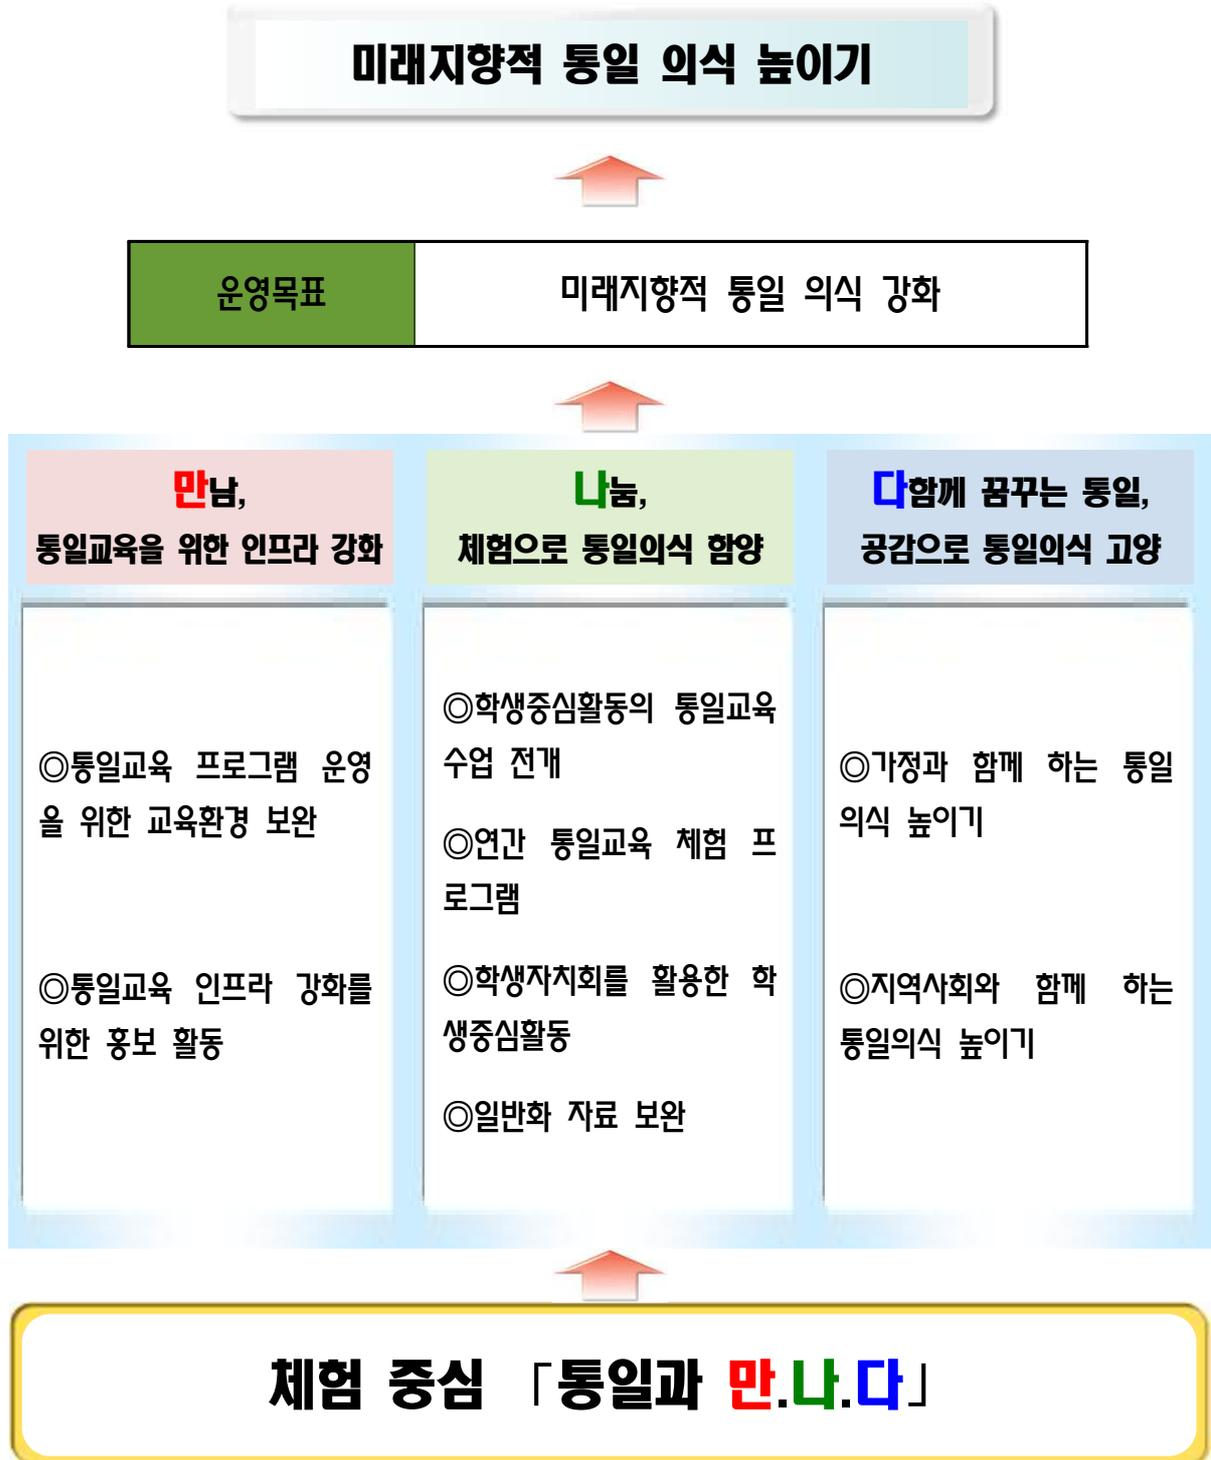 미래지향적 통일 의식 높이기
운영목표
미래지향적 통일 의식 강화
만남,
통일교육을 위한 인프라 강화
◎통일교육 프로그램 운영
을 위한 교육환경 보완
◎통일교육 인프라 강화를
위한 홍보 활동
나눔,
체험으로 통일의식 함양
◎학생중심활동의 통일교육
수업 전개
◎연간 통일교육 체험 프
로그램
◎학생자치회를 활용한 학
생중심활동
◎일반화 자료 보완
다함께 꿈꾸는 통일,
공감으로 통일의식 고양
◎가정과 함께 하는 통일
의식 높이기
◎지역사회와 함께 하는
통일의식 높이기
체험 중심 「통일과 만.나.다」